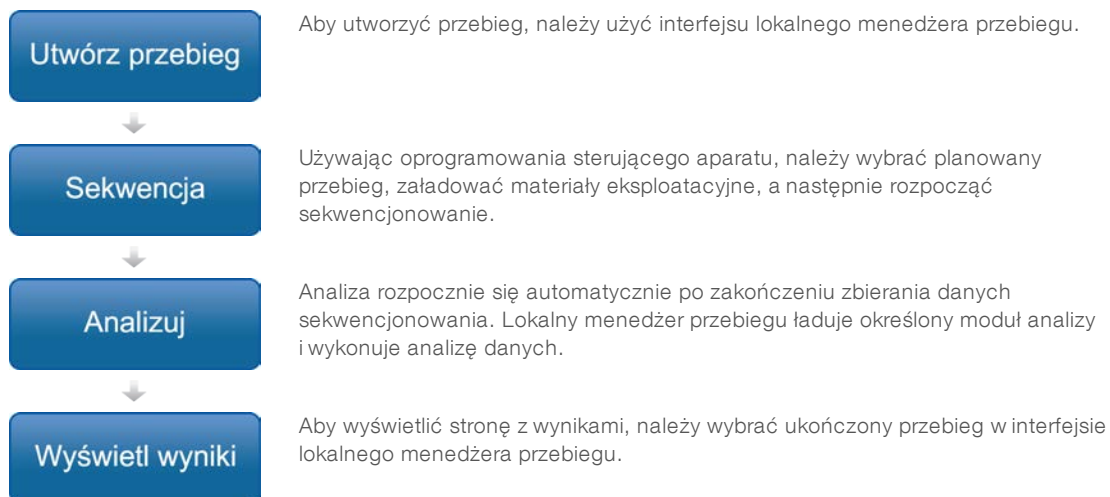 Utwórz przebieg
Aby utworzyć przebieg, należy użyć interfejsu lokalnego menedżera przebiegu.
Sekwencja
Używając oprogramowania sterującego aparatu, należy wybrać planowany
przebieg, załadować materiały eksploatacyjne, a następnie rozpocząć
sekwencjonowanie.
Analizuj
Analiza rozpocznie się automatycznie po zakończeniu zbierania danych
sekwencjonowania. Lokalny menedżer przebiegu ładuje określony moduł analizy
i wykonuje analizę danych.
Wyświetl wyniki
Aby wyświetlić stronę z wynikami, należy wybrać ukończony przebieg w interfejsie
lokalnego menedżera przebiegu.